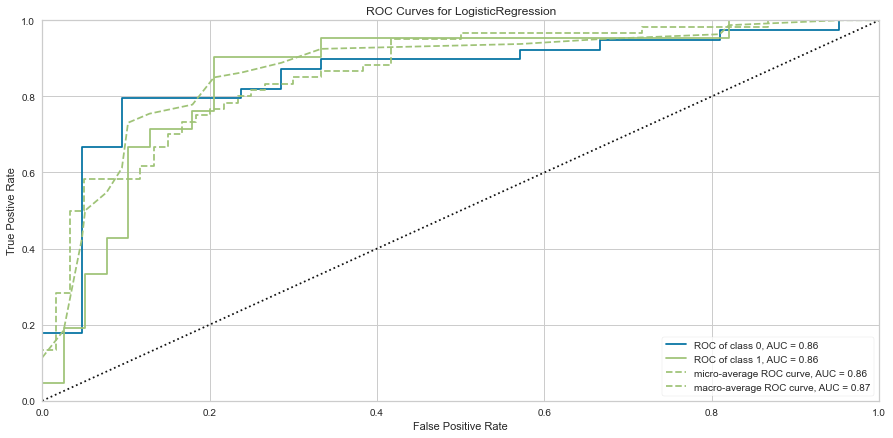 ROC Curves for LogisticRegression
1.0
0.8
0.6
0.4
0.2
0.0
True Postive Rate
0.0 0.2 0.4 0.6 0.8 1.0
False Positive Rate
ROC of class 0, AUC = 0.86
ROC of class 1, AUC = 0.86
micro-average ROC curve, AUC = 0.86
macro-average ROC curve, AUC = 0.87